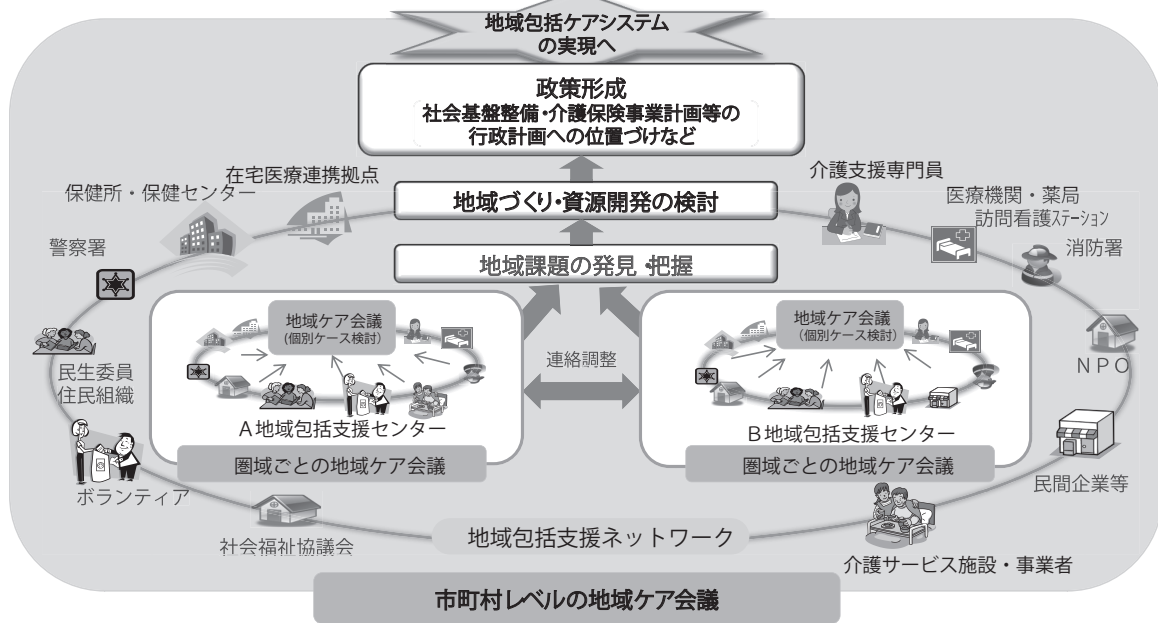 地域包括ケアシステム
の実現へ
政策形成
社会基盤整備・介護保険事業計画等の
行政計画への位置づけなど
在宅医療連携拠点
保健所・保健センター
地域づくり・資源開発の検討
介護支援専門員
医療機関・薬局
訪問看護ステーション
警察署
地域課題の発見・把握
消防署
地域ケア会議
(個別ケース検討)
地域ケア会議
(個別ケース検討)
連絡調整
民生委員
住民組織
NPO
A地域包括支援センター
B地域包括支援センター
圏域ごとの地域ケア会議
圏域ごとの地域ケア会議
ボランティア
民間企業等
社会福祉協議会
地域包括支援ネットワーク
介護サービス施設・事業者
市町村レベルの地域ケア会議